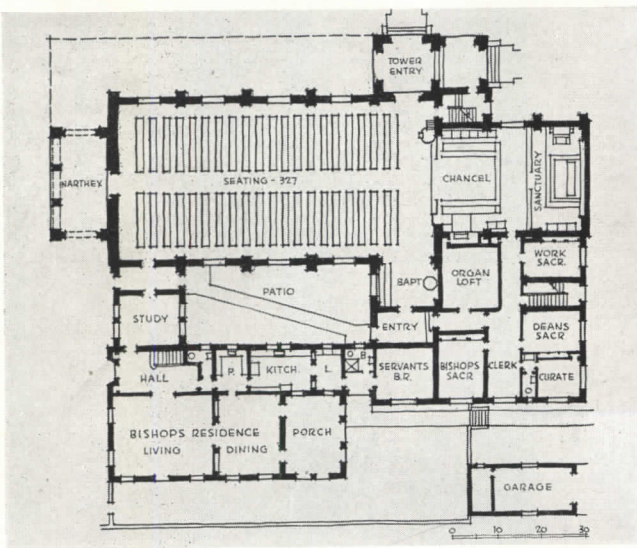 TOWER
ENTRY
NARTHEX
SEATING - 327
CHANCEL
SANCTUARY
WORK
SACR.
PATIO
BAPT
ORGAN
LOFT
STUDY
ENTRY
DEANS
SACR
HALL
P.
KITCH.
L.
B
SERVANTS
B.R.
BISHOPS
SACR
CLERK
CURATE
BISHOPS RESIDENCE
LIVING
DINING
PORCH
GARAGE
0 10 20 30